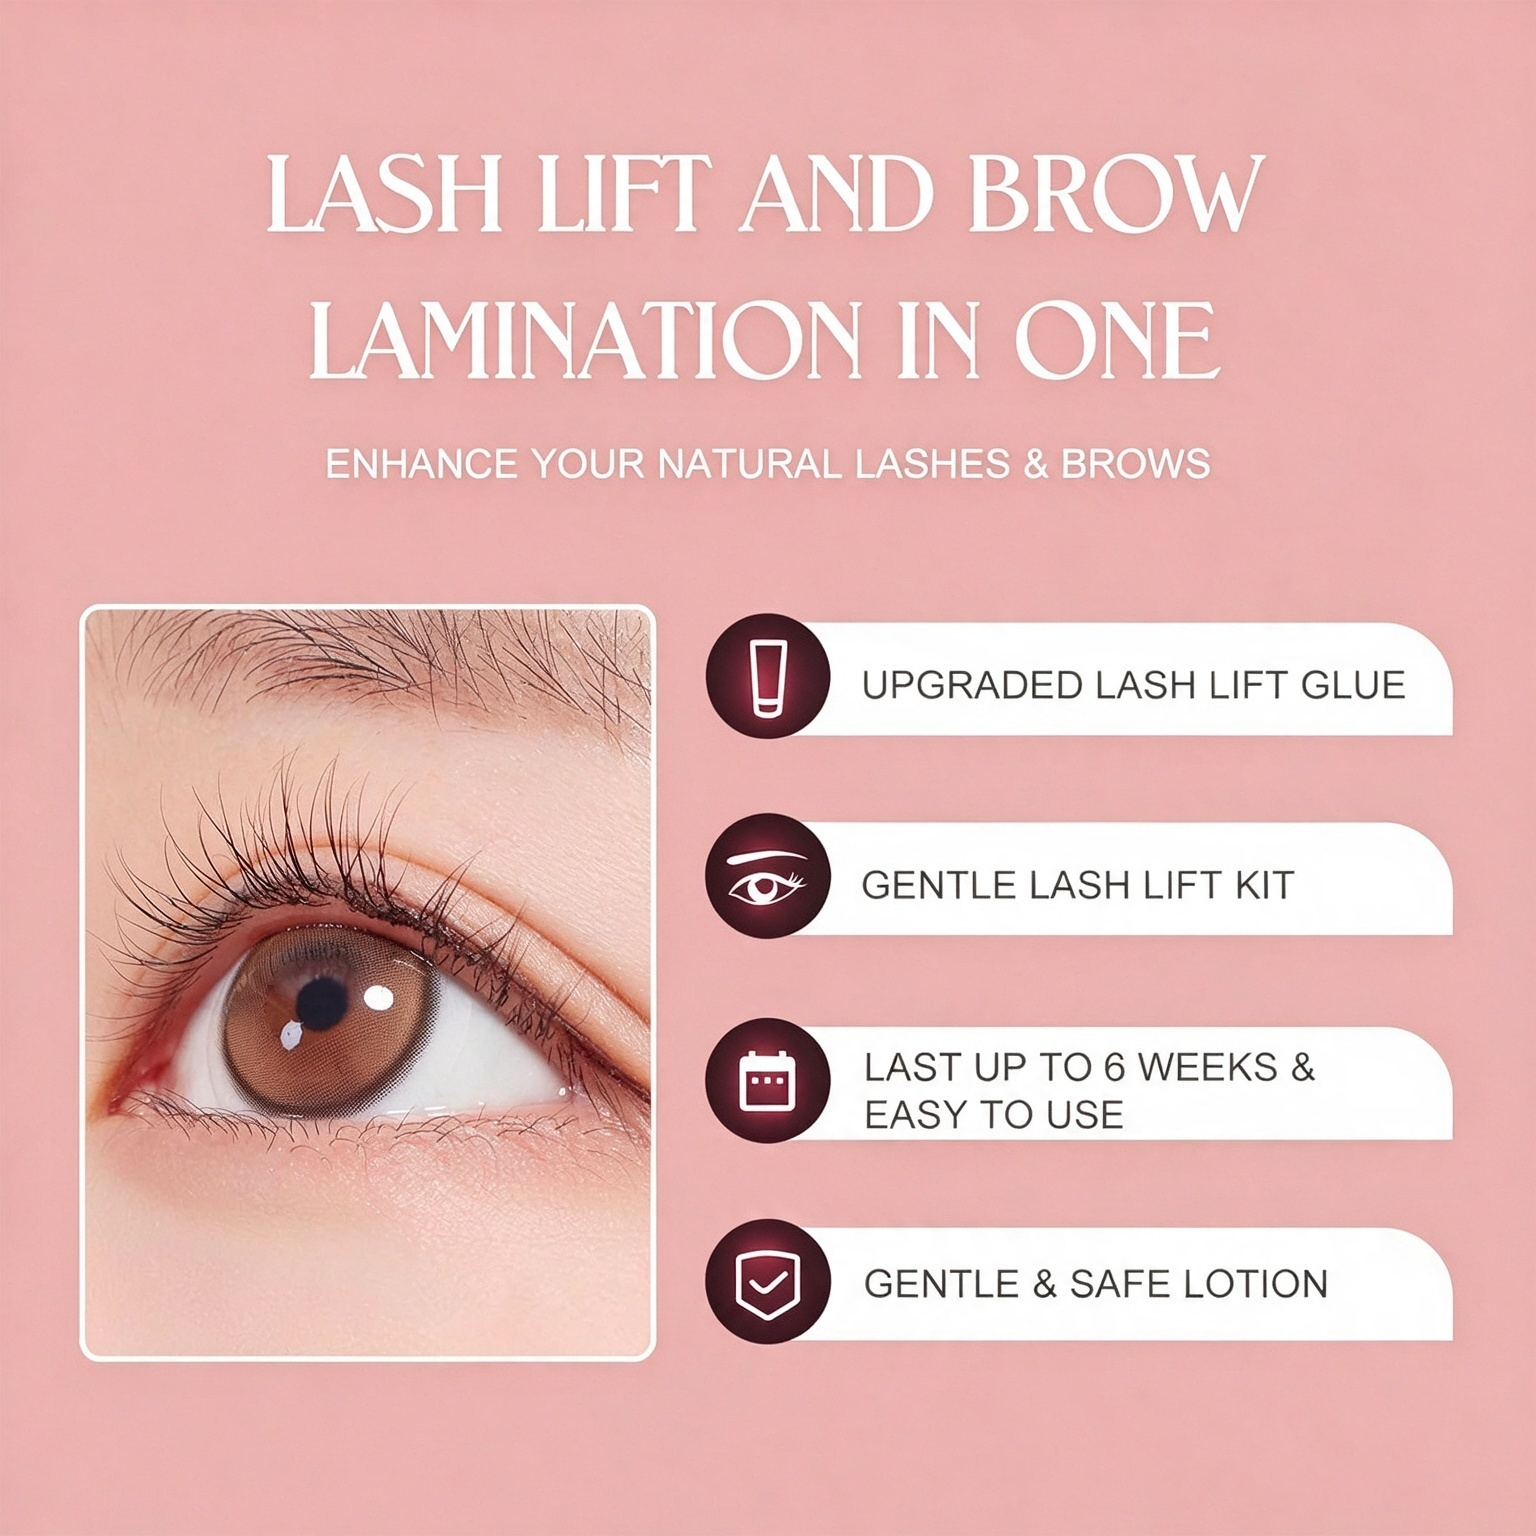 LASH LIFT AND BROW
LAMINATION IN ONE
ENHANCE YOUR NATURAL LASHES & BROWS
UPGRADED LASH LIFT GLUE
GENTLE LASH LIFT KIT
LAST UP TO 6 WEEKS &
EASY TO USE
GENTLE & SAFE LOTION